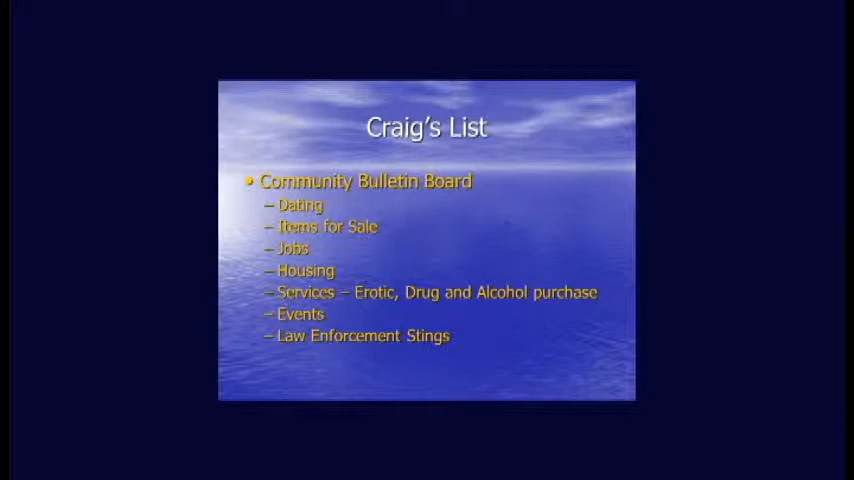 Craig's List
• Community Bulletin Board
– Dating
– Items for Sale
– Jobs
– Housing
– Services – Erotic, Drug and Alcohol purchase
– Events
– Law Enforcement Stings